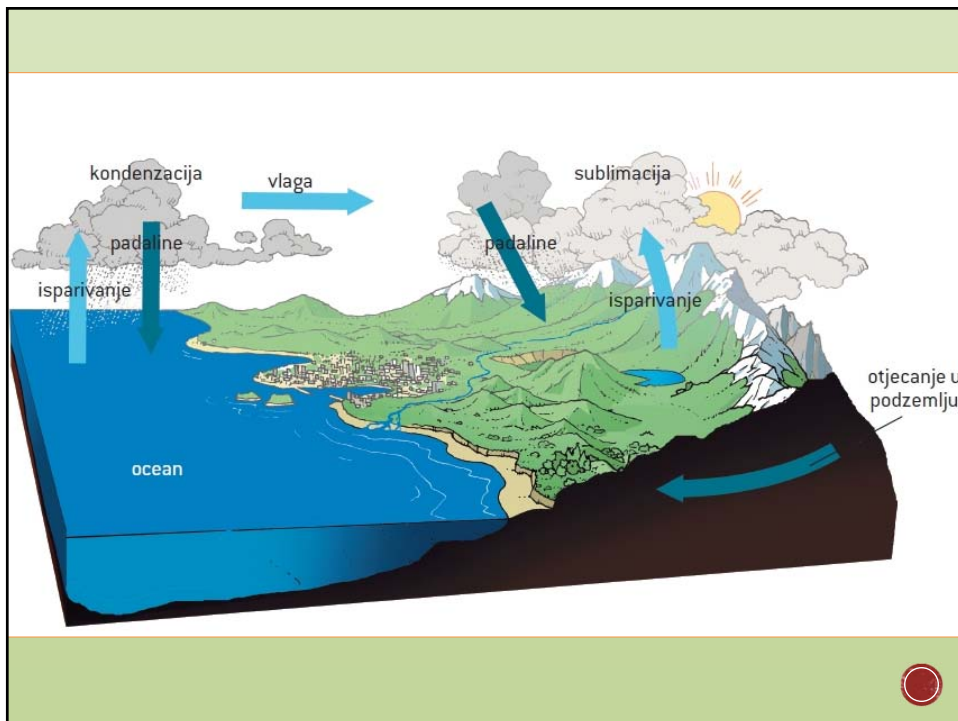 kondenzacija
vlaga
sublimacija
padaline
padaline
isparivanje
isparivanje
otjecanje u
podzemlju
ocean